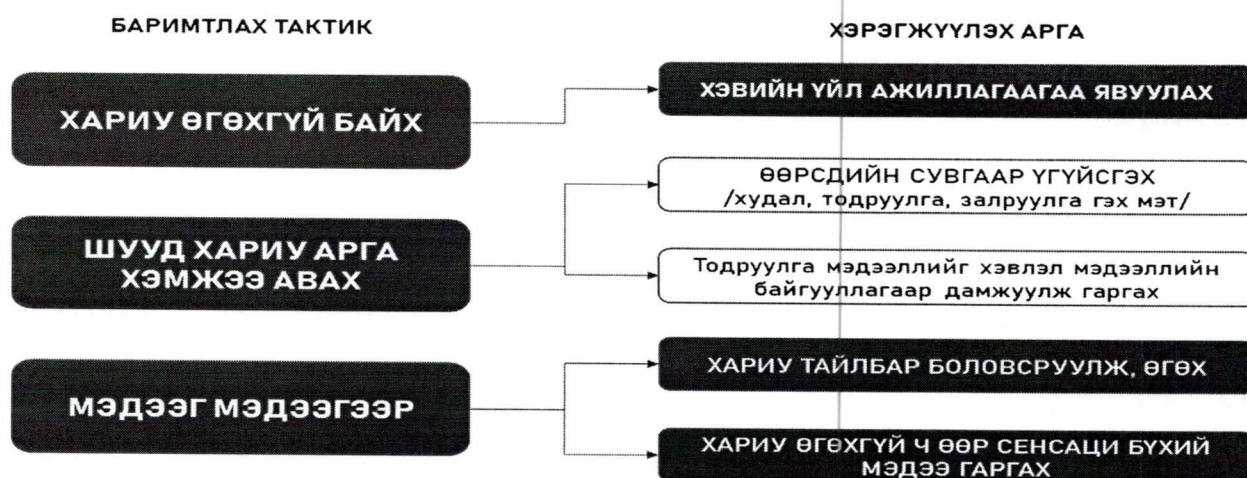 БАРИМТЛАХ ТАКТИК
ХЭРЭГЖҮҮЛЭХ АРГА
ХАРИУ ӨГӨХГҮЙ БАЙХ
ХЭВИЙН ҮЙЛ АЖИЛЛАГААГАА ЯВУУЛАХ
ШУУД ХАРИУ АРГА
ХЭМЖЭЭ АВАХ
ӨӨРСДИЙН СУВГААР ҮГҮЙСГЭХ
/худал, тодруулга, залруулга гэх мэт/
Тодруулга мэдээллийг хэвлэл мэдээллийн
байгууллагаар дамжуулж гаргах
МЭДЭЭГ МЭДЭЭГЭЭР
ХАРИУ ТАЙЛБАР БОЛОВСРУУЛЖ, ӨГӨХ
ХАРИУ ӨГӨХГҮЙ Ч ӨӨР СЕНСАЦИ БҮХИЙ
МЭДЭЭ ГАРГАХ